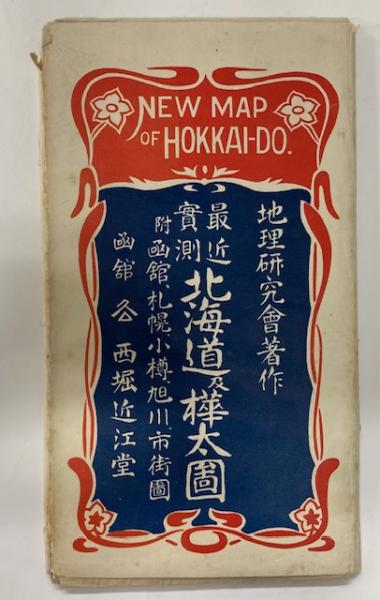 NEW MAP
OF HOKKAI-DO.
地理研究會著作
最近
實測
北海道及樺太圖
附函館、札幌、小樽、旭川、市街圖
函舘
西堀近江堂